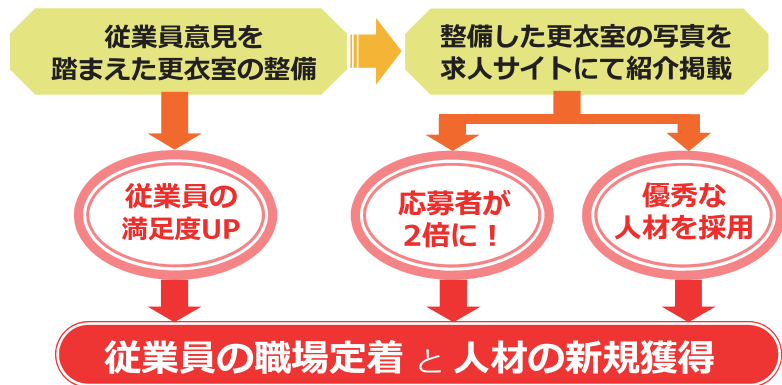 従業員意見を
踏まえた更衣室の整備
整備した更衣室の写真を
求人サイトにて紹介掲載
従業員の
満足度UP
応募者が
2倍に！
優秀な
人材を採用
従業員の職場定着 と 人材の新規獲得